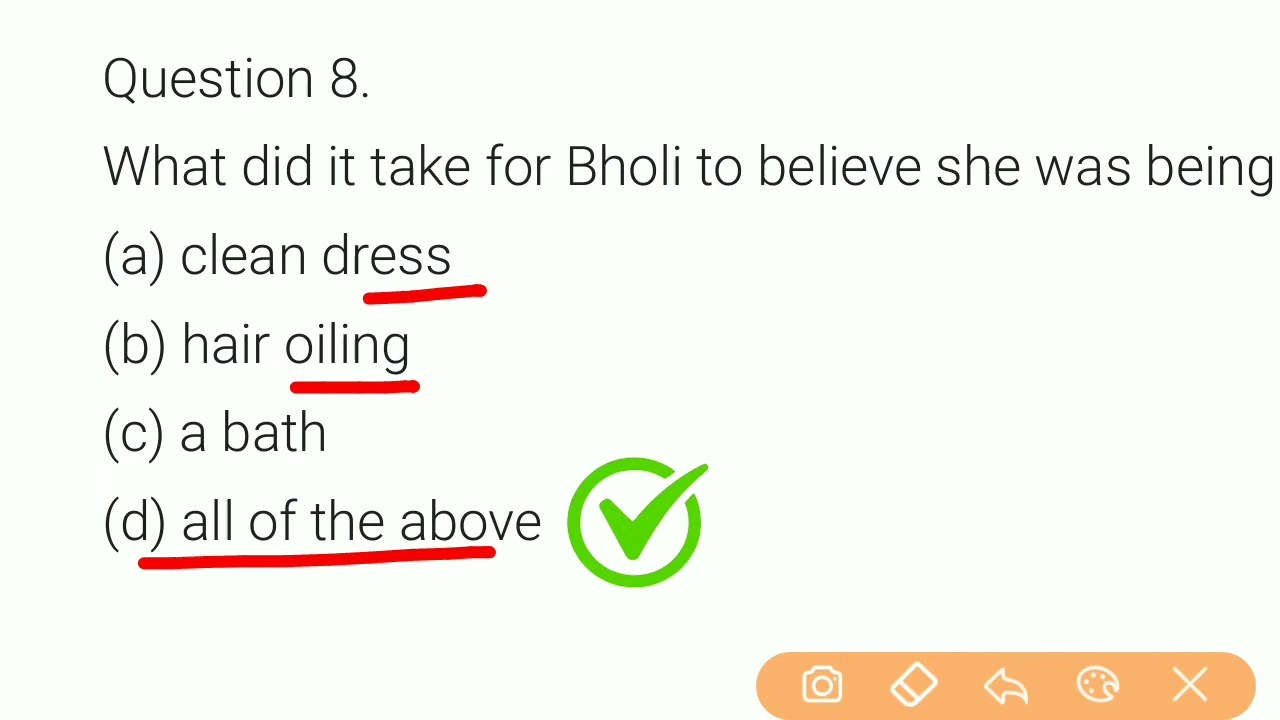 Question 8.
What did it take for Bholi to believe she was being
(a) clean dress
(b) hair oiling
(c) a bath
(d) all of the above